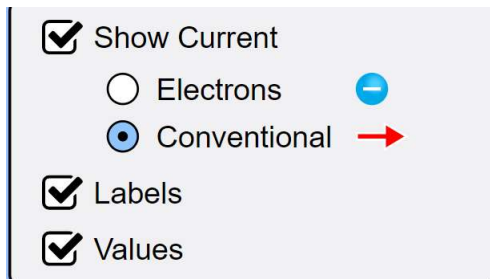 Show Current
Electrons
Conventional
Labels
Values